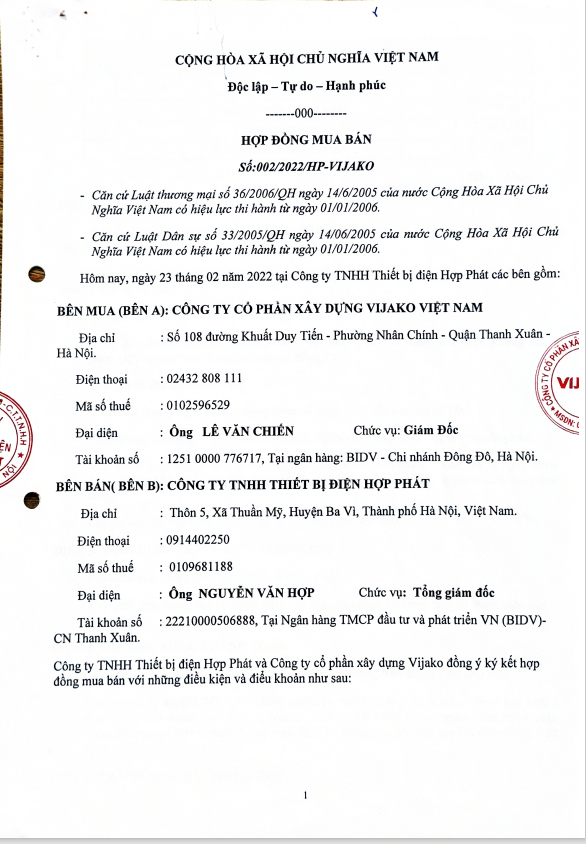 CỘNG HÒA XÃ HỘI CHỦ NGHĨA VIỆT NAM
Độc lập – Tự do – Hạnh phúc
-------000--------
HỢP ĐỒNG MUA BÁN
Số:002/2022/HP-VIJAKO
- Căn cứ Luật thương mại số 36/2006/QH ngày 14/6/2005 của nước Cộng Hòa Xã Hội Chủ
Nghĩa Việt Nam có hiệu lực thi hành từ ngày 01/01/2006.
- Căn cứ Luật Dân sự số 33/2005/QH ngày 14/06/2005 của nước Cộng Hòa Xã Hội Chủ
Nghĩa Việt Nam có hiệu lực thi hành từ ngày 01/01/2006.
Hôm nay, ngày 23 tháng 02 năm 2022 tại Công ty TNHH Thiết bị điện Hợp Phát các bên gồm:
BÊN MUA (BÊN A): CÔNG TY CỔ PHẦN XÂY DỰNG VIJAKO VIỆT NAM
Địa chỉ : Số 108 đường Khuất Duy Tiến - Phường Nhân Chính - Quận Thanh Xuân -
Hà Nội.
Điện thoại : 02432 808 111
Mã số thuế : 0102596529
Đại diện : Ông LÊ VĂN CHIẾN Chức vụ: Giám Đốc
Tài khoản số : 1251 0000 776717, Tại ngân hàng: BIDV - Chi nhánh Đông Đô, Hà Nội.
BÊN BÁN( BÊN B): CÔNG TY TNHH THIẾT BỊ ĐIỆN HỢP PHÁT
Địa chỉ : Thôn 5, Xã Thuần Mỹ, Huyện Ba Vì, Thành phố Hà Nội, Việt Nam.
Điện thoại : 0914402250
Mã số thuế : 0109681188
Đại diện : Ông NGUYỄN VĂN HỢP Chức vụ: Tổng giám đốc
Tài khoản số : 22210000506888, Tại Ngân hàng TMCP đầu tư và phát triển VN (BIDV)-
CN Thanh Xuân.
Công ty TNHH Thiết bị điện Hợp Phát và Công ty cổ phần xây dựng Vijako đồng ý ký kết hợp
đồng mua bán với những điều kiện và điều khoản như sau:
CÔNG TY CỔ PHẦN XÂ
VIJ
MSDN:
C.T.T.N.H.H
NỘI
1